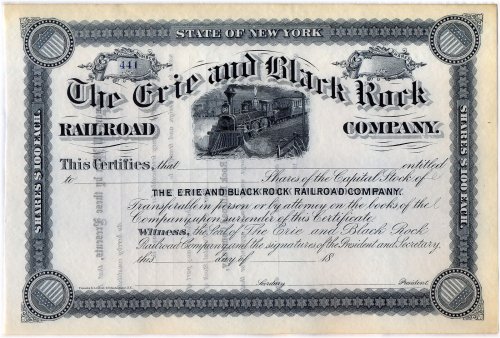 STATE OF NEW YORK
441
The Erie and Black Rock
RAILROAD COMPANY.
This Certifies, that entitled
to Shares of the Capital Stock of
THE ERIE AND BLACK ROCK RAILROAD COMPANY.
Transferable in person or by attorney on the books of the
Company upon surrender of this Certificate.
Witness, the Seal of The Erie and Black Rock
Railroad Company and the signatures of the President and Secretary,
this day of 18
Secretary President.
SHARES $100 EACH.
SHARES $100 EACH.